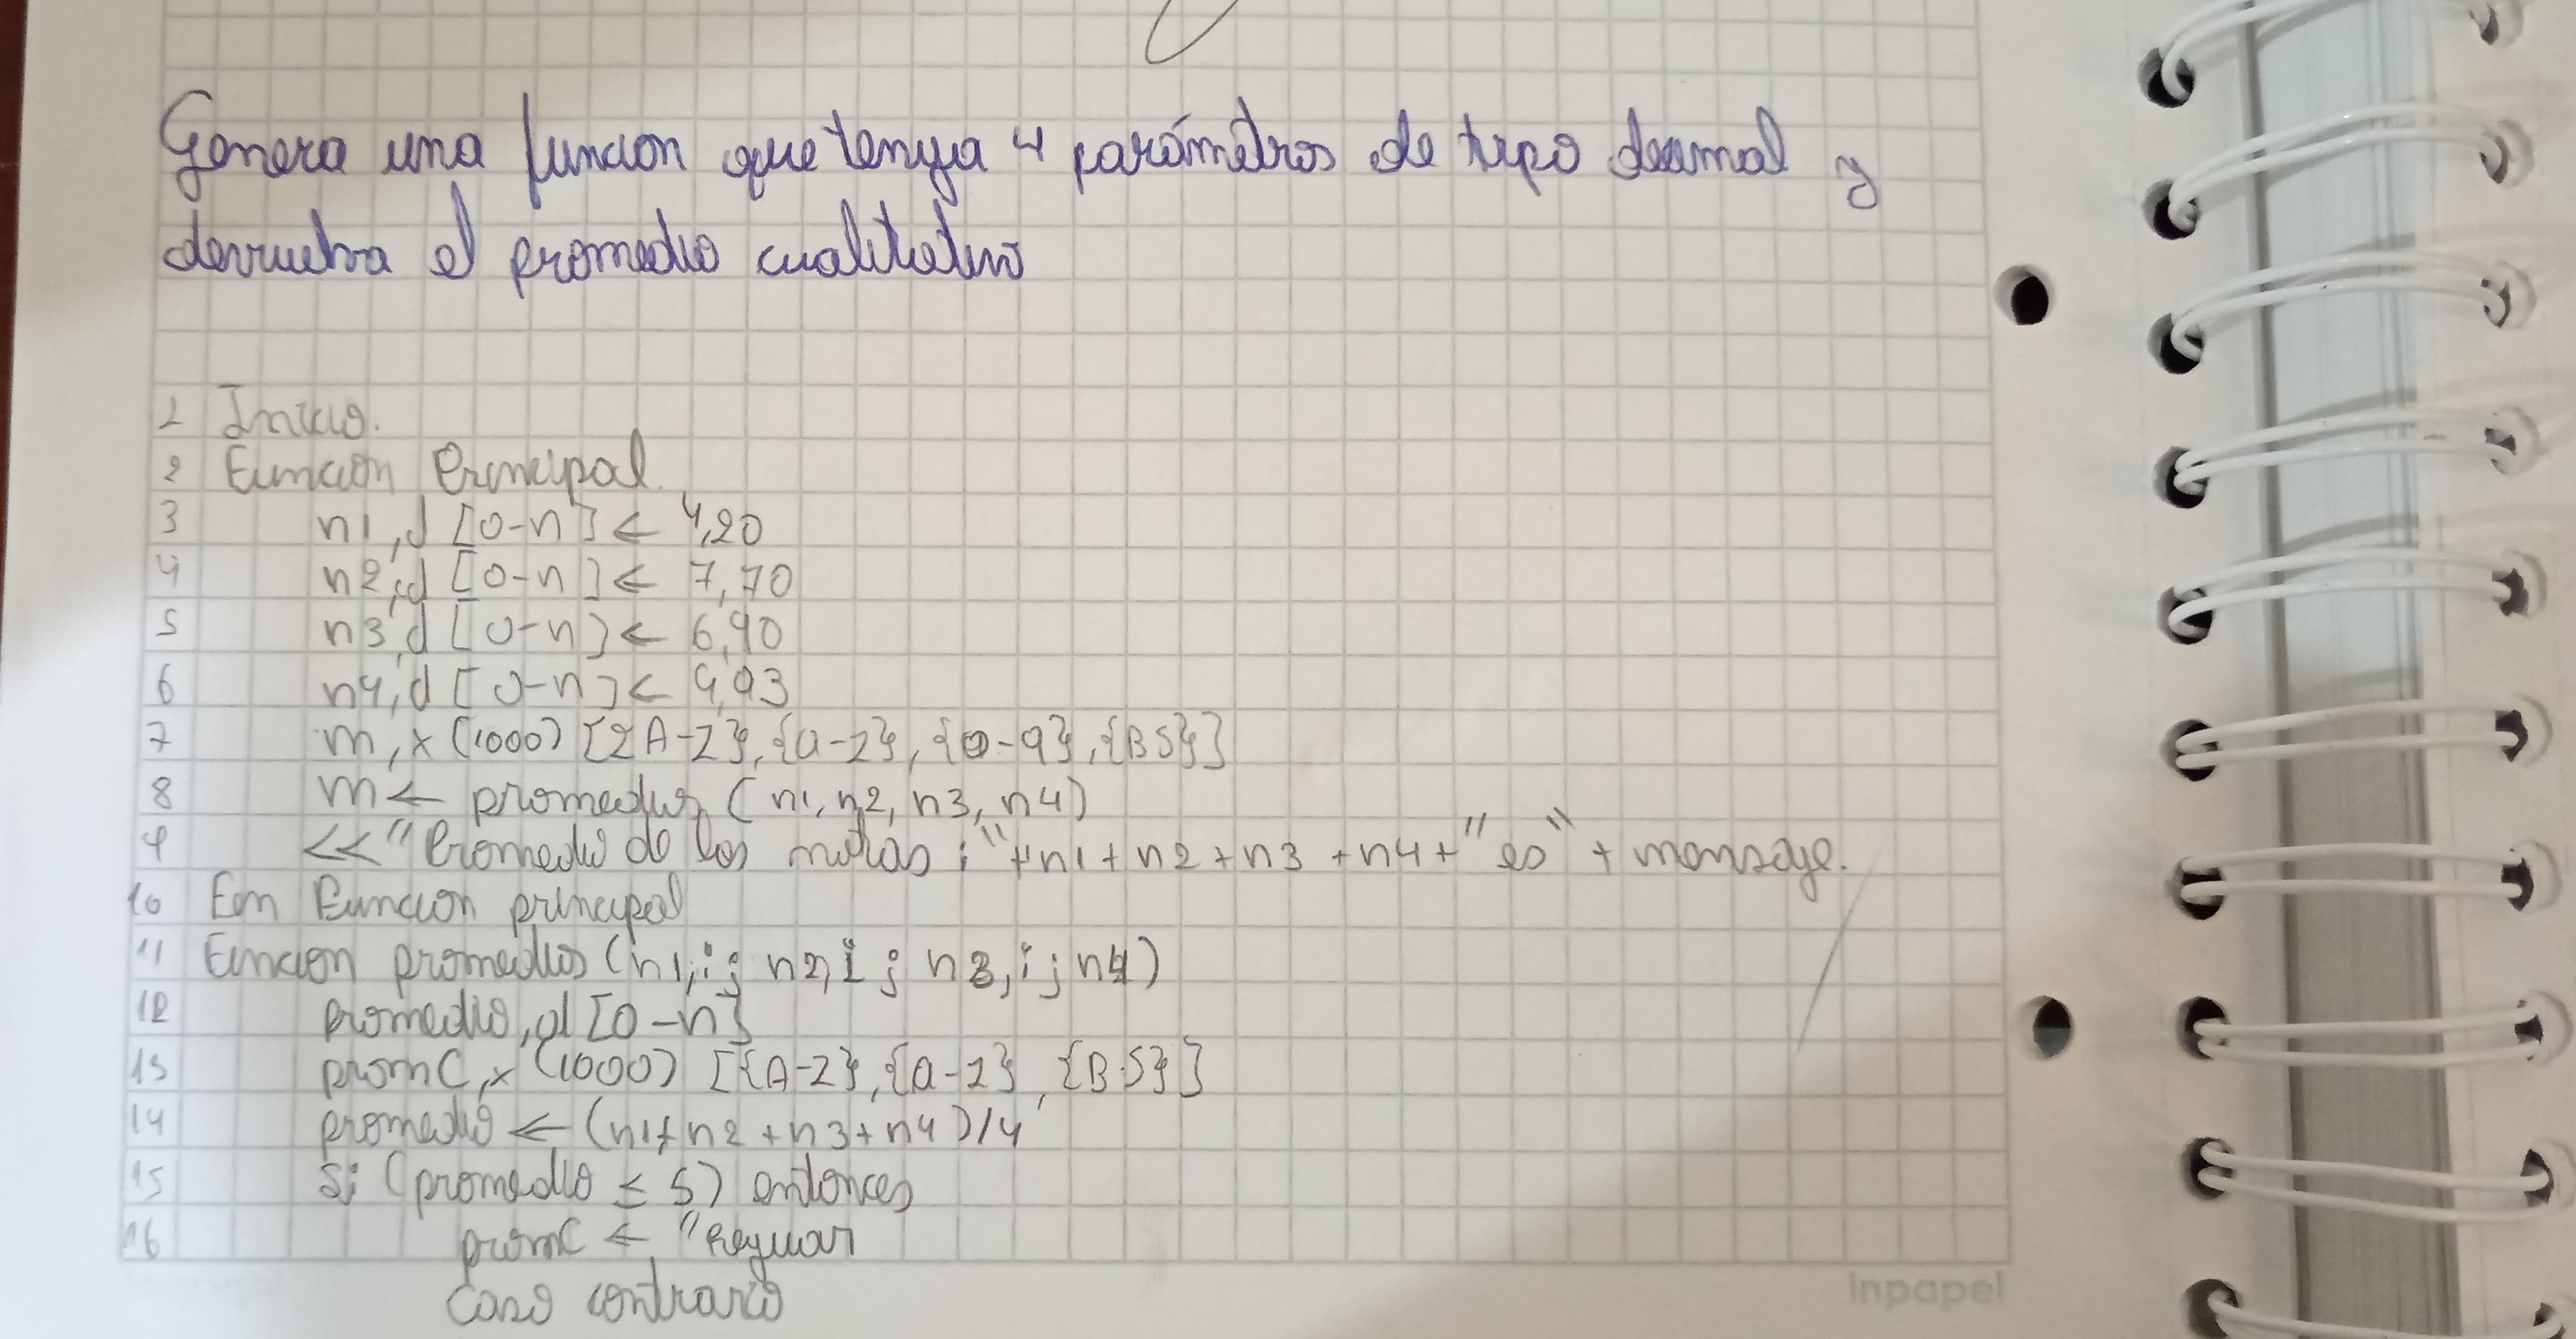 Genera una funcion que tenga 4 parámetros de tipo decimal y
devuelva el promedio cualitativo
1 Inicio.
2 Funcion Principal
3 n1,d [0-n] ← 4,20
4 n2,d [0-n] ← 7,70
5 n3,d [0-n] ← 6,90
6 n4,d [0-n] ← 9,93
7 m,x (1000) [{A-Z},{a-z},{0-9},{BS}]
8 m ← promedios (n1, n2, n3, n4)
9 << "Promedio de las notas : " + n1 + n2 + n3 + n4 + " es " + mensaje.
10 Fin Funcion principal
11 Funcion promedios (n1,i ; n2,i ; n3,i ; n4)
12 promedio,d [0-n]
13 promC,x (1000) [{A-Z},{a-z},{BS}]
14 promedio ← (n1+n2+n3+n4)/4
15 Si (promedio ≤ 5) entonces
16 promC ← "Reguar
caso contrario
inpapel